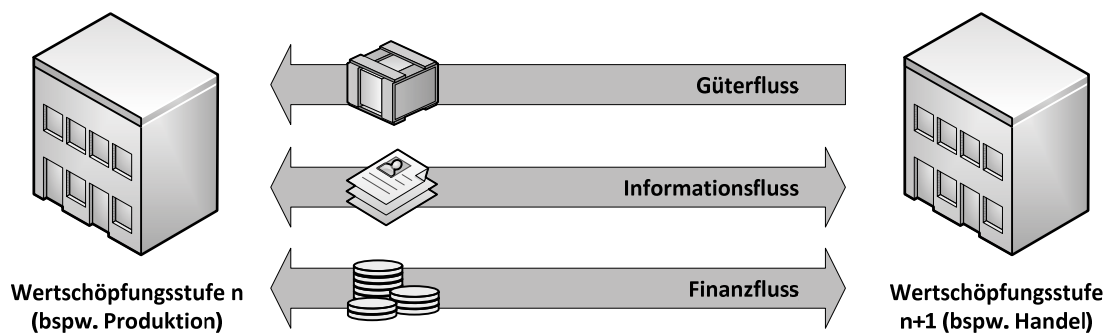 Güterfluss
Informationsfluss
Finanzfluss
Wertschöpfungsstufe n
(bspw. Produktion)
Wertschöpfungsstufe
n+1 (bspw. Handel)